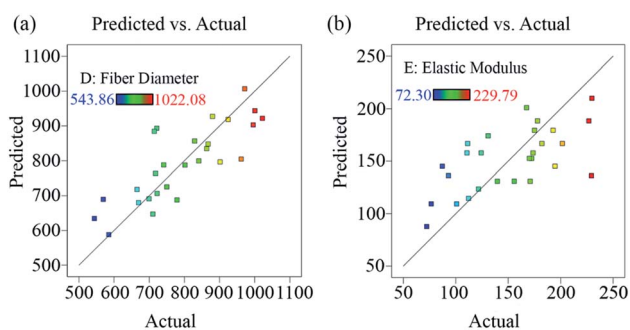 (a) Predicted vs. Actual
1100
1000
900
800
700
600
500
Predicted
D: Fiber Diameter
543.86 1022.08
500 600 700 800 900 1000 1100
Actual
(b) Predicted vs. Actual
250
200
150
100
50
Predicted
E: Elastic Modulus
72.30 229.79
50 100 150 200 250
Actual